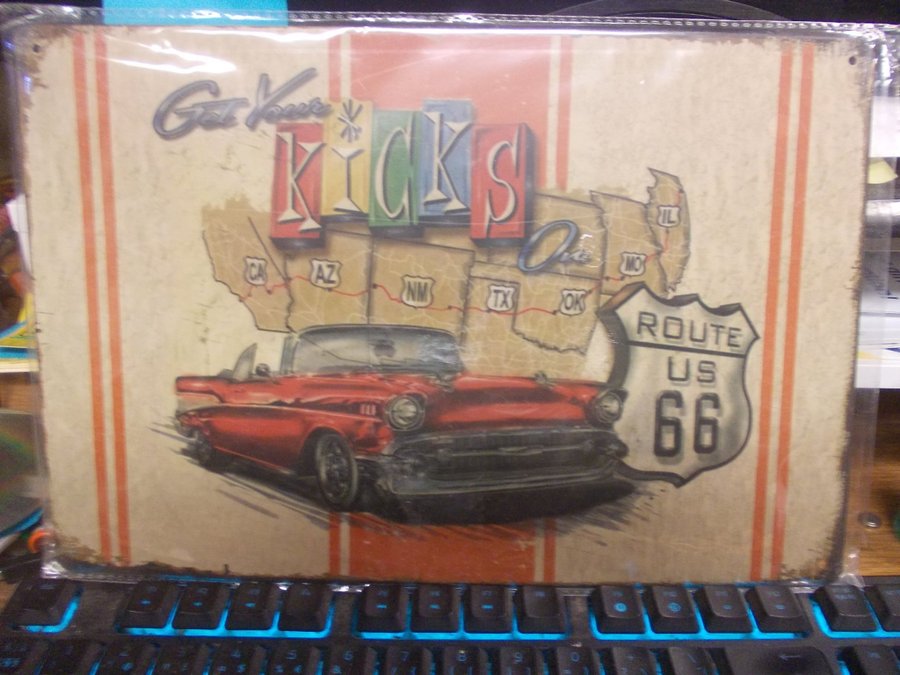 Get Your
KiCKS
On
CA
AZ
NM
TX
OK
MO
IL
ROUTE
US
66